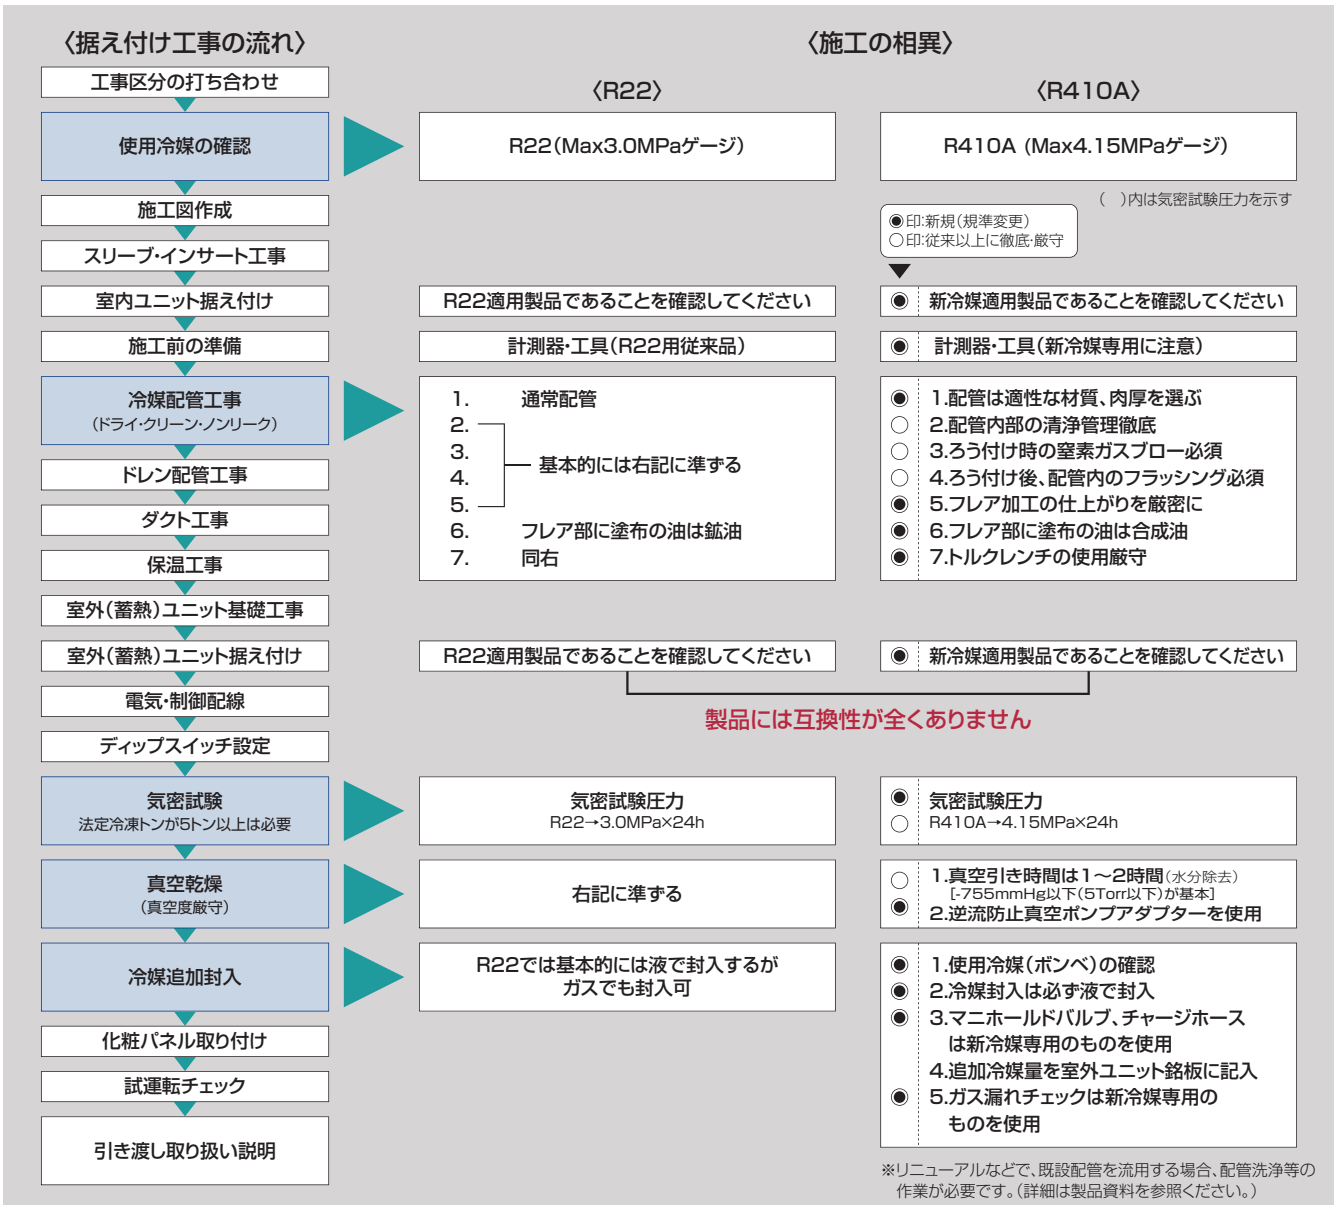 〈据え付け工事の流れ〉
〈施工の相異〉
工事区分の打ち合わせ
〈R22〉
〈R410A〉
使用冷媒の確認
R22(Max3.0MPaゲージ)
R410A (Max4.15MPaゲージ)
施工図作成
(　)内は気密試験圧力を示す
◉印:新規(規準変更)
○印:従来以上に徹底・厳守
スリーブ・インサート工事
室内ユニット据え付け
R22適用製品であることを確認してください
◉ 新冷媒適用製品であることを確認してください
施工前の準備
計測器・工具(R22用従来品)
◉ 計測器・工具(新冷媒専用に注意)
冷媒配管工事
(ドライ・クリーン・ノンリーク)
1. 通常配管
2.
3.
4.
5.
基本的には右記に準ずる
6. フレア部に塗布の油は鉱油
7. 同右
◉ 1.配管は適性な材質、肉厚を選ぶ
○ 2.配管内部の清浄管理徹底
○ 3.ろう付け時の窒素ガスブロー必須
○ 4.ろう付け後、配管内のフラッシング必須
◉ 5.フレア加工の仕上がりを厳密に
◉ 6.フレア部に塗布の油は合成油
◉ 7.トルクレンチの使用厳守
ドレン配管工事
ダクト工事
保温工事
室外(蓄熱)ユニット基礎工事
室外(蓄熱)ユニット据え付け
R22適用製品であることを確認してください
◉ 新冷媒適用製品であることを確認してください
製品には互換性が全くありません
電気・制御配線
ディップスイッチ設定
気密試験
法定冷凍トンが5トン以上は必要
気密試験圧力
R22→3.0MPa×24h
◉ 気密試験圧力
○ R410A→4.15MPa×24h
真空乾燥
(真空度厳守)
右記に準ずる
○ 1.真空引き時間は1〜2時間(水分除去)
[-755mmHg以下(5Torr以下)が基本]
◉ 2.逆流防止真空ポンプアダプターを使用
冷媒追加封入
R22では基本的には液で封入するが
ガスでも封入可
◉ 1.使用冷媒(ボンベ)の確認
◉ 2.冷媒封入は必ず液で封入
◉ 3.マニホールドバルブ、チャージホース
は新冷媒専用のものを使用
4.追加冷媒量を室外ユニット銘板に記入
◉ 5.ガス漏れチェックは新冷媒専用の
ものを使用
化粧パネル取り付け
試運転チェック
引き渡し取り扱い説明
※リニューアルなどで、既設配管を流用する場合、配管洗浄等の
作業が必要です。(詳細は製品資料を参照ください。)